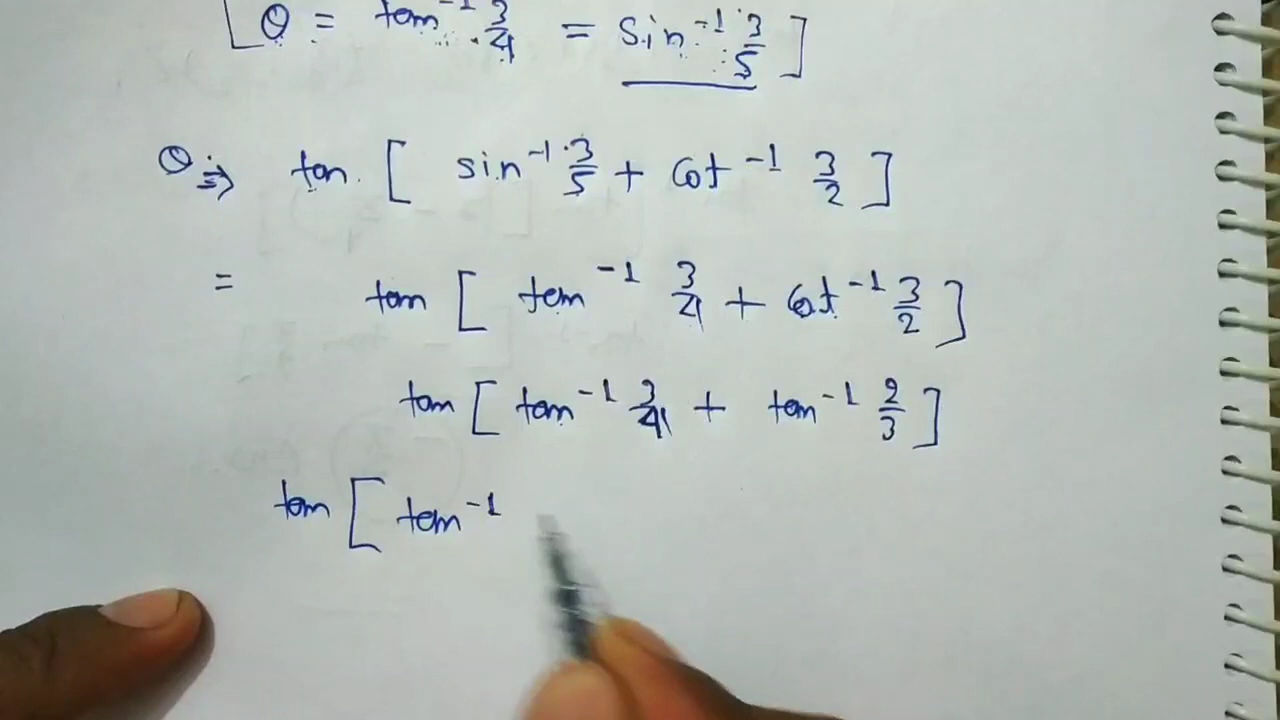 [θ = tan⁻¹ 3/4 = sin⁻¹ 3/5]
θ ⇒ tan [ sin⁻¹ 3/5 + cot⁻¹ 3/2 ]
= tan [ tan⁻¹ 3/4 + cot⁻¹ 3/2 ]
tan [ tan⁻¹ 3/4 + tan⁻¹ 2/3 ]
tan [ tan⁻¹